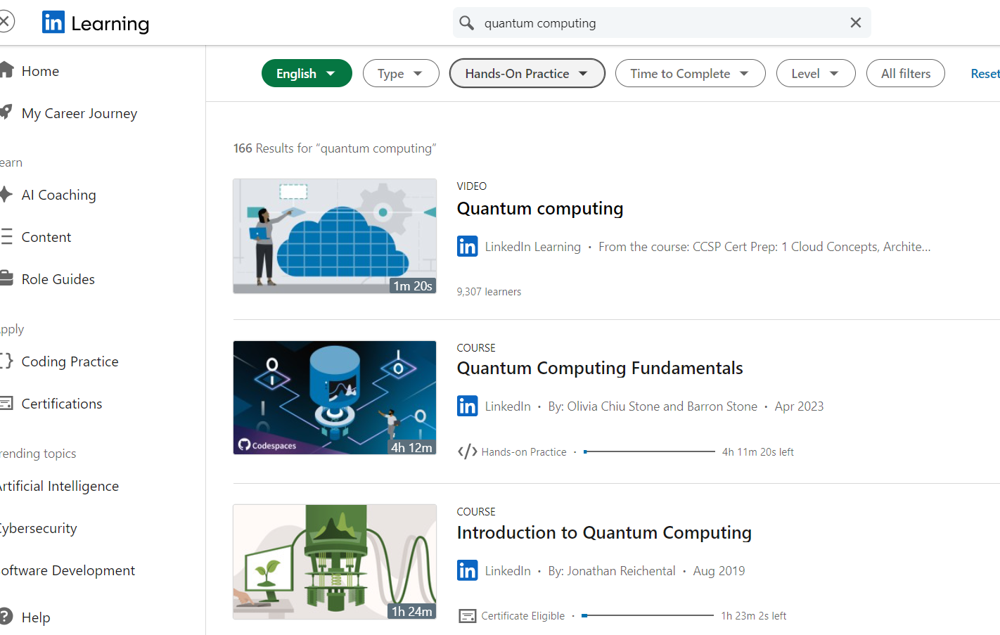 in Learning
quantum computing
Home
My Career Journey
earn
AI Coaching
Content
Role Guides
pply
Coding Practice
Certifications
rending topics
rtificial Intelligence
ybersecurity
oftware Development
Help
English
Type
Hands-On Practice
Time to Complete
Level
All filters
Reset
166 Results for “quantum computing”
1m 20s
VIDEO
Quantum computing
in LinkedIn Learning · From the course: CCSP Cert Prep: 1 Cloud Concepts, Archite...
9,307 learners
Codespaces
4h 12m
COURSE
Quantum Computing Fundamentals
in LinkedIn · By: Olivia Chiu Stone and Barron Stone · Apr 2023
</> Hands-on Practice · 4h 11m 20s left
1h 24m
COURSE
Introduction to Quantum Computing
in LinkedIn · By: Jonathan Reichental · Aug 2019
Certificate Eligible · 1h 23m 2s left